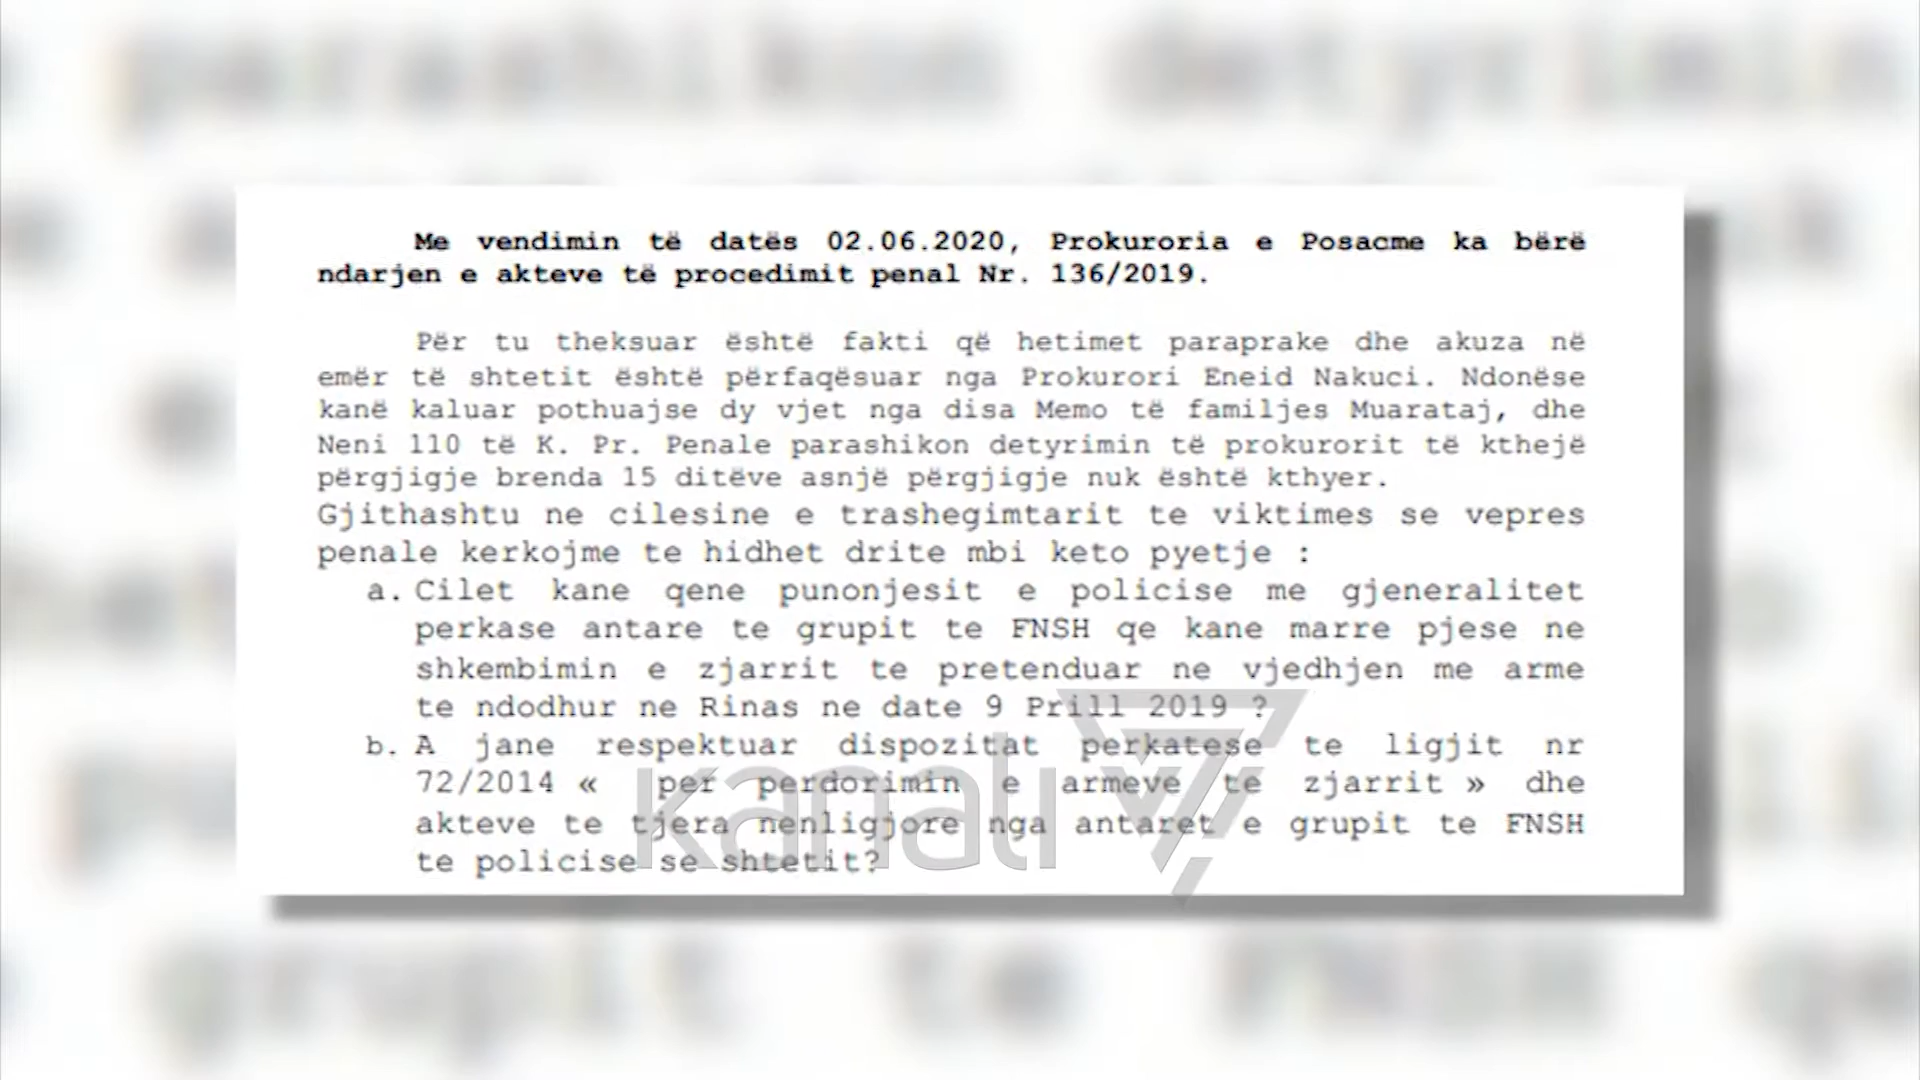 Me vendimin të datës 02.06.2020, Prokuroria e Posacme ka bërë
ndarjen e akteve të procedimit penal Nr. 136/2019.
Për tu theksuar është fakti që hetimet paraprake dhe akuza në
emër të shtetit është përfaqësuar nga Prokurori Eneid Nakuci. Ndonëse
kanë kaluar pothuajse dy vjet nga disa Memo të familjes Muarataj, dhe
Neni 110 të K. Pr. Penale parashikon detyrimin të prokurorit të kthejë
përgjigje brenda 15 ditëve asnjë përgjigje nuk është kthyer.
Gjithashtu ne cilesine e trashegimtarit te viktimes se vepres
penale kerkojme te hidhet drite mbi keto pyetje :
a. Cilet kane qene punonjesit e policise me gjeneralitet
perkase antare te grupit te FNSH qe kane marre pjese ne
shkembimin e zjarrit te pretenduar ne vjedhjen me arme
te ndodhur ne Rinas ne date 9 Prill 2019 ?
b. A jane respektuar dispozitat perkatese te ligjit nr
72/2014 « per perdorimin e armeve te zjarrit » dhe
akteve te tjera nenligjore nga antaret e grupit te FNSH
te policise se shtetit?
kanali 7
parashikon detyrimin
grupit te FNSH qe